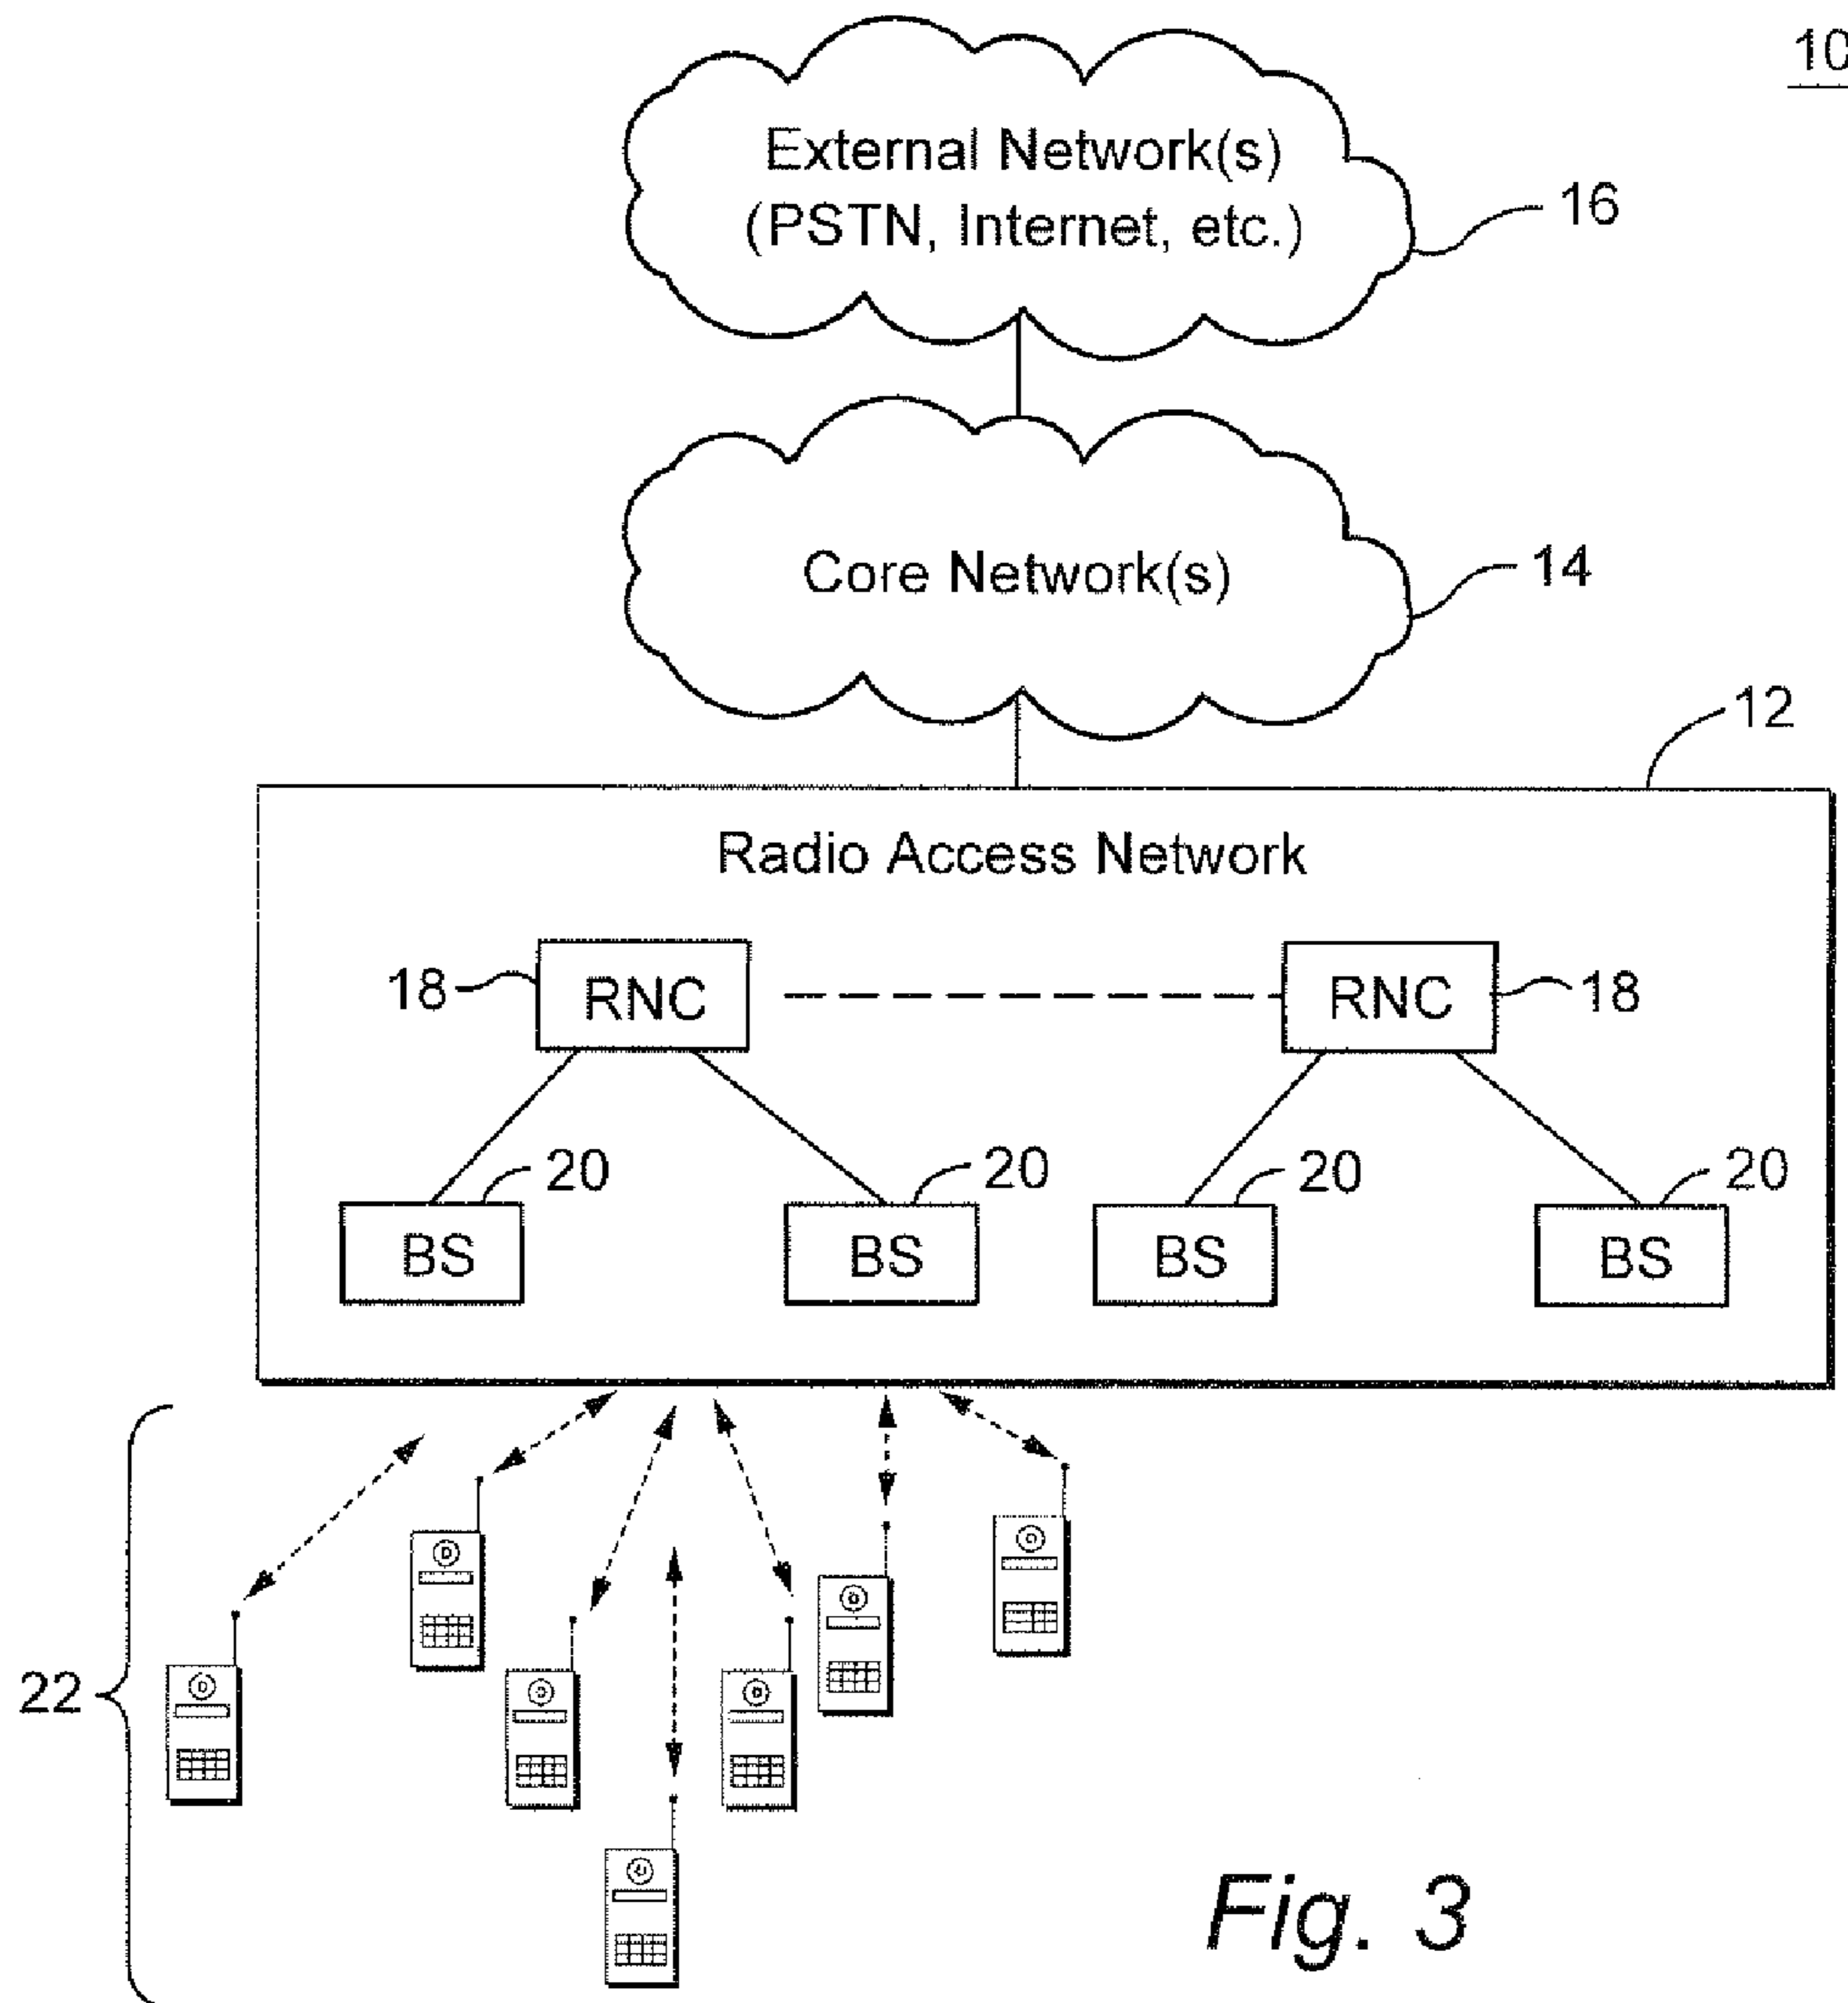 10
External Network(s)
(PSTN, Internet, etc.)
16
Core Network(s)
14
12
Radio Access Network
18 RNC RNC 18
20 20 20 20
BS BS BS BS
22
Fig. 3